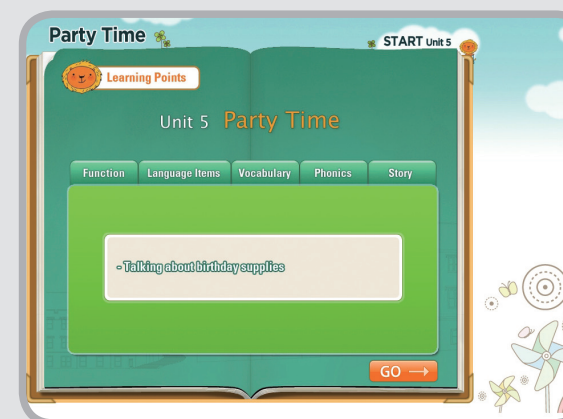 Party Time
START Unit 5
Learning Points
Unit 5 Party Time
Function Language Items Vocabulary Phonics Story
- Talking about birthday supplies
GO →